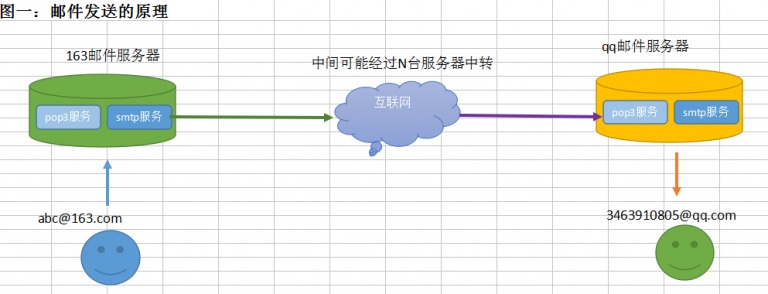 图一：邮件发送的原理
163邮件服务器
中间可能经过N台服务器中转
qq邮件服务器
pop3服务
smtp服务
互联网
pop3服务
smtp服务
abc@163.com
3463910805@qq.com